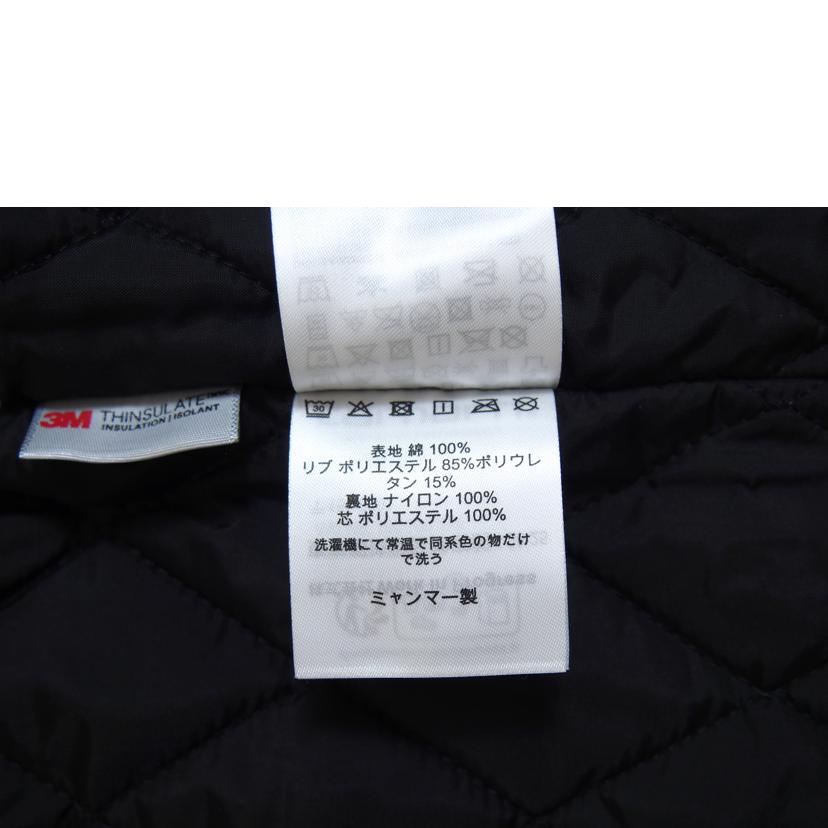 3M THINSULATE™
INSULATION | ISOLANT
30
表地 綿 100%
リブ ポリエステル 85%ポリウレ
タン 15%
裏地 ナイロン 100%
芯 ポリエステル 100%
洗濯機にて常温で同系色の物だけ
で洗う
ミャンマー製